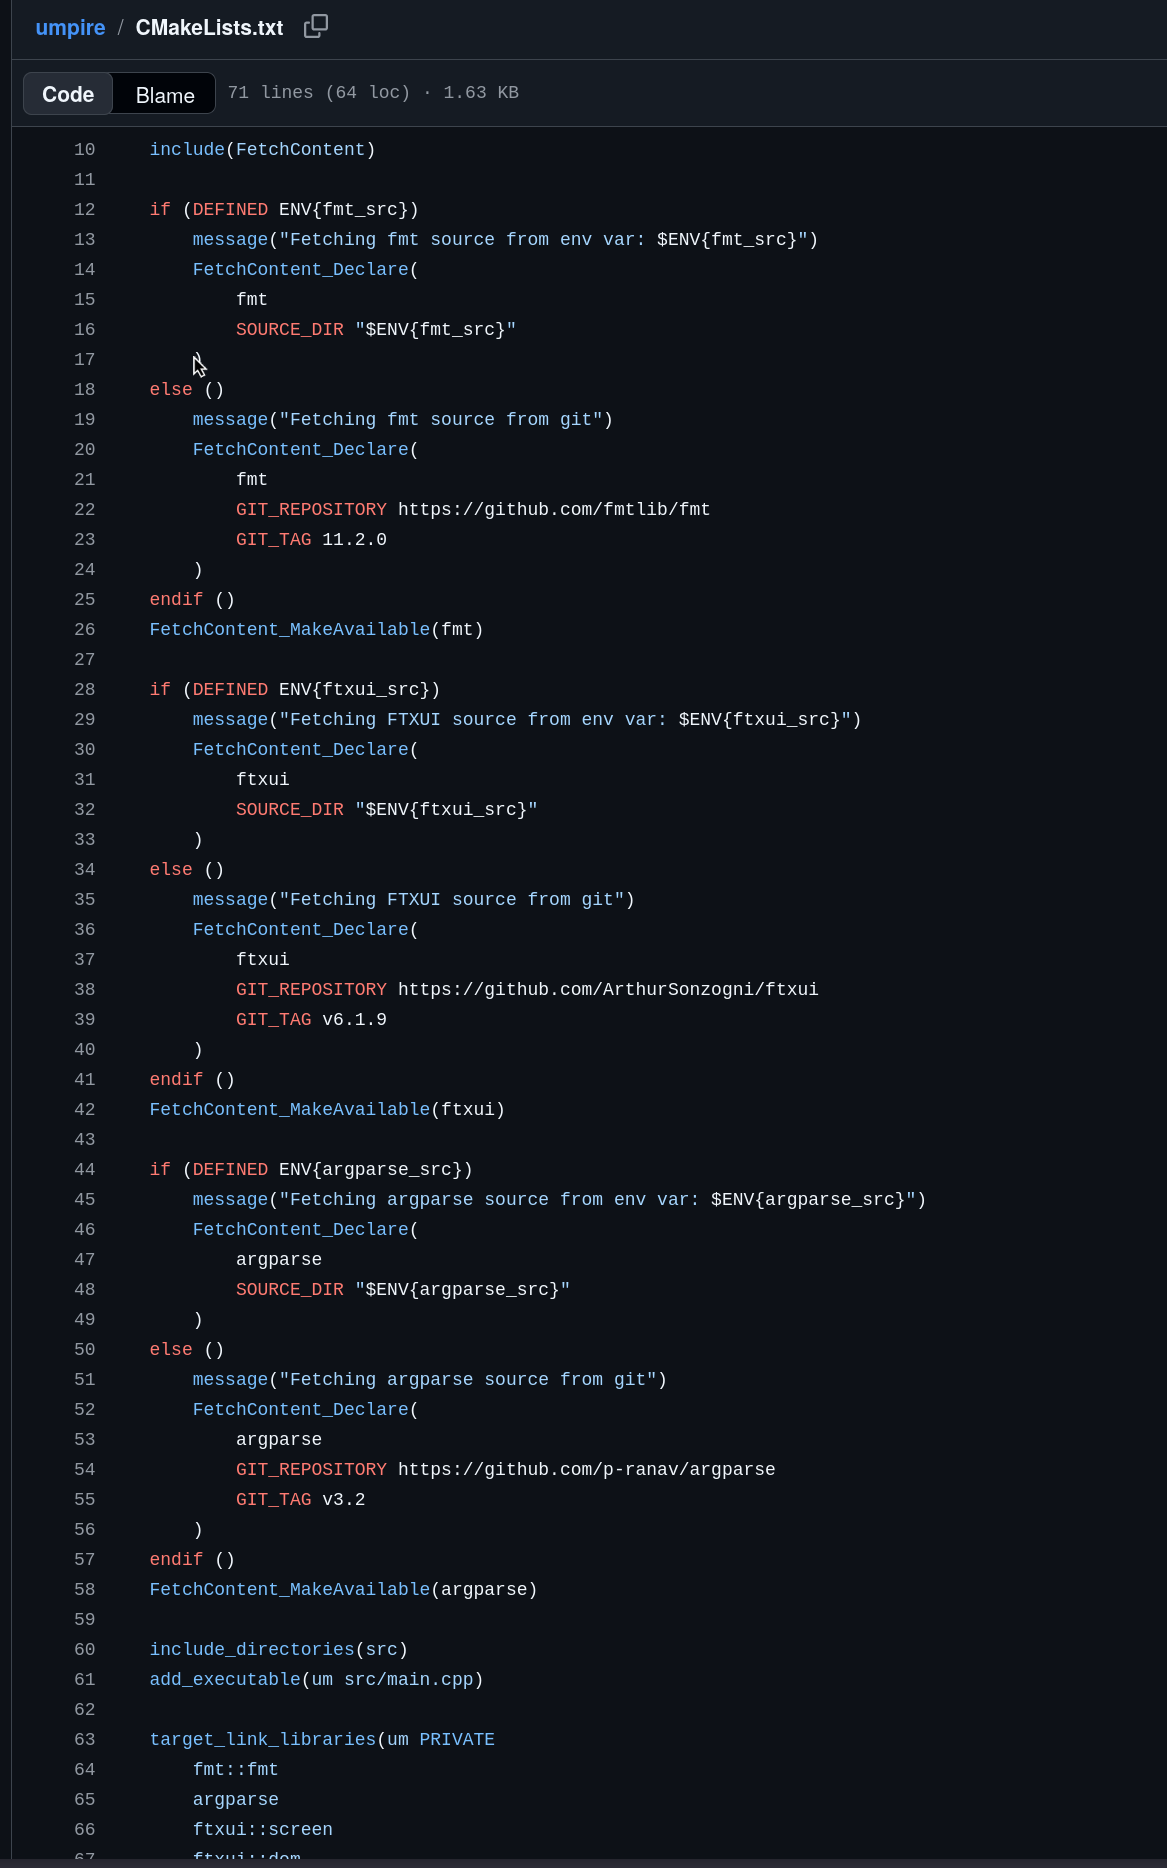 umpire / CMakeLists.txt
Code Blame 71 lines (64 loc) · 1.63 KB
10 include(FetchContent)
11
12 if (DEFINED ENV{fmt_src})
13     message("Fetching fmt source from env var: $ENV{fmt_src}")
14     FetchContent_Declare(
15         fmt
16         SOURCE_DIR "$ENV{fmt_src}"
17     )
18 else ()
19     message("Fetching fmt source from git")
20     FetchContent_Declare(
21         fmt
22         GIT_REPOSITORY https://github.com/fmtlib/fmt
23         GIT_TAG 11.2.0
24     )
25 endif ()
26 FetchContent_MakeAvailable(fmt)
27
28 if (DEFINED ENV{ftxui_src})
29     message("Fetching FTXUI source from env var: $ENV{ftxui_src}")
30     FetchContent_Declare(
31         ftxui
32         SOURCE_DIR "$ENV{ftxui_src}"
33     )
34 else ()
35     message("Fetching FTXUI source from git")
36     FetchContent_Declare(
37         ftxui
38         GIT_REPOSITORY https://github.com/ArthurSonzogni/ftxui
39         GIT_TAG v6.1.9
40     )
41 endif ()
42 FetchContent_MakeAvailable(ftxui)
43
44 if (DEFINED ENV{argparse_src})
45     message("Fetching argparse source from env var: $ENV{argparse_src}")
46     FetchContent_Declare(
47         argparse
48         SOURCE_DIR "$ENV{argparse_src}"
49     )
50 else ()
51     message("Fetching argparse source from git")
52     FetchContent_Declare(
53         argparse
54         GIT_REPOSITORY https://github.com/p-ranav/argparse
55         GIT_TAG v3.2
56     )
57 endif ()
58 FetchContent_MakeAvailable(argparse)
59
60 include_directories(src)
61 add_executable(um src/main.cpp)
62
63 target_link_libraries(um PRIVATE
64     fmt::fmt
65     argparse
66     ftxui::screen
67     ftxui::dom